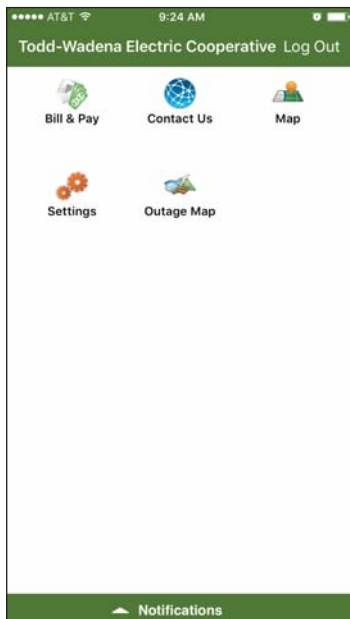 AT&T 9:24 AM
Todd-Wadena Electric Cooperative Log Out
Bill & Pay Contact Us Map
Settings Outage Map
Notifications